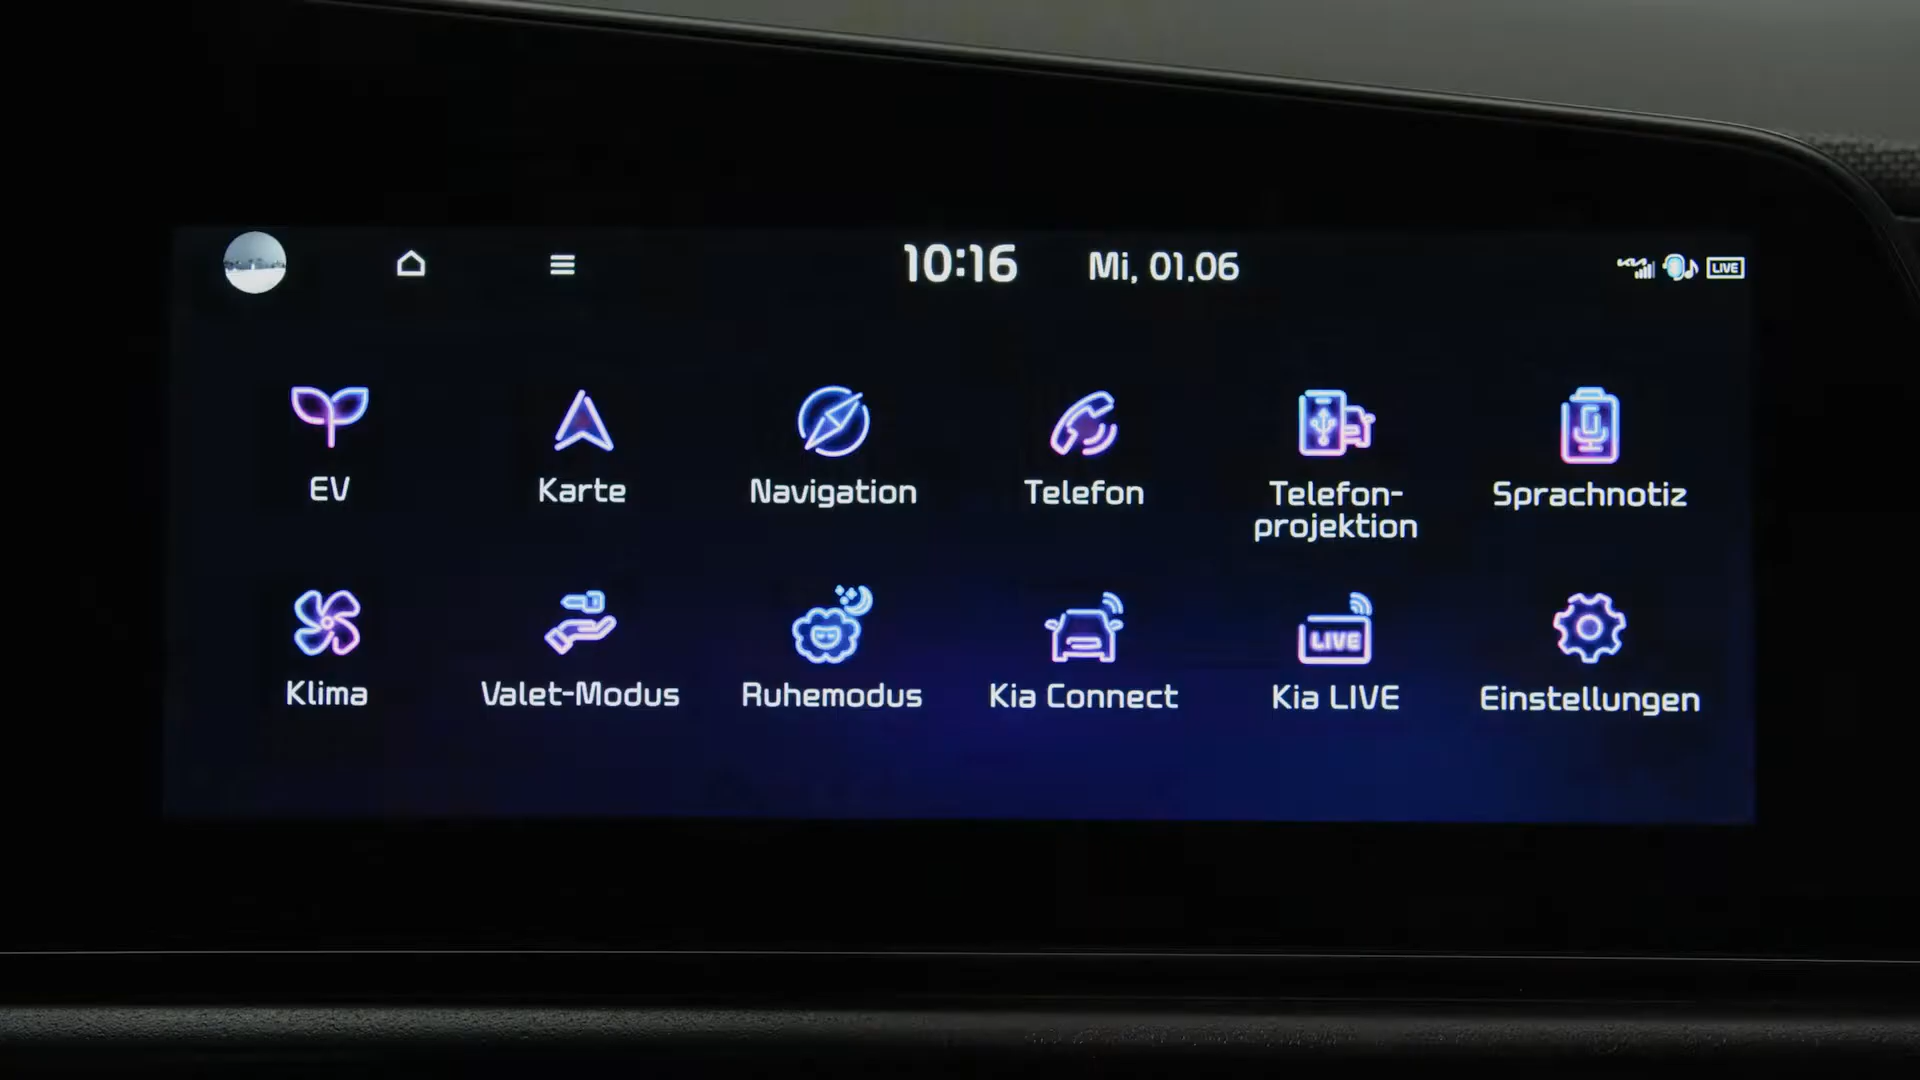 10:16 Mi, 01.06 KIA LIVE
EV Karte Navigation Telefon Telefon- Sprachnotiz
projektion
LIVE
Klima Valet-Modus Ruhemodus Kia Connect Kia LIVE Einstellungen